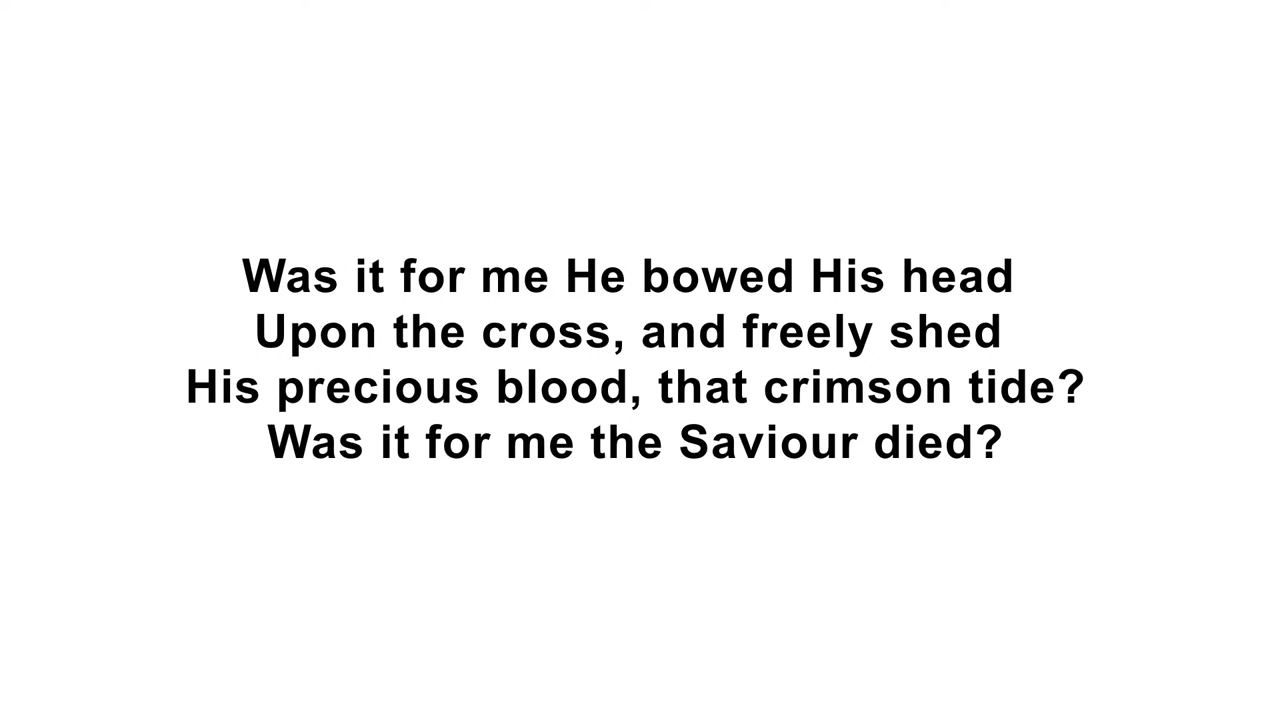 Was it for me He bowed His head
Upon the cross, and freely shed
His precious blood, that crimson tide?
Was it for me the Saviour died?